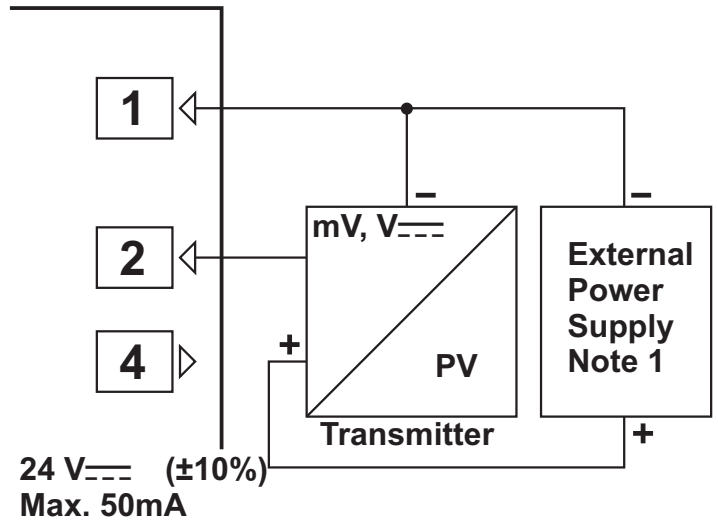 1
2
4
24 V⎓ (±10%)
Max. 50mA
−
mV, V⎓
+
PV
Transmitter
−
External
Power
Supply
Note 1
+